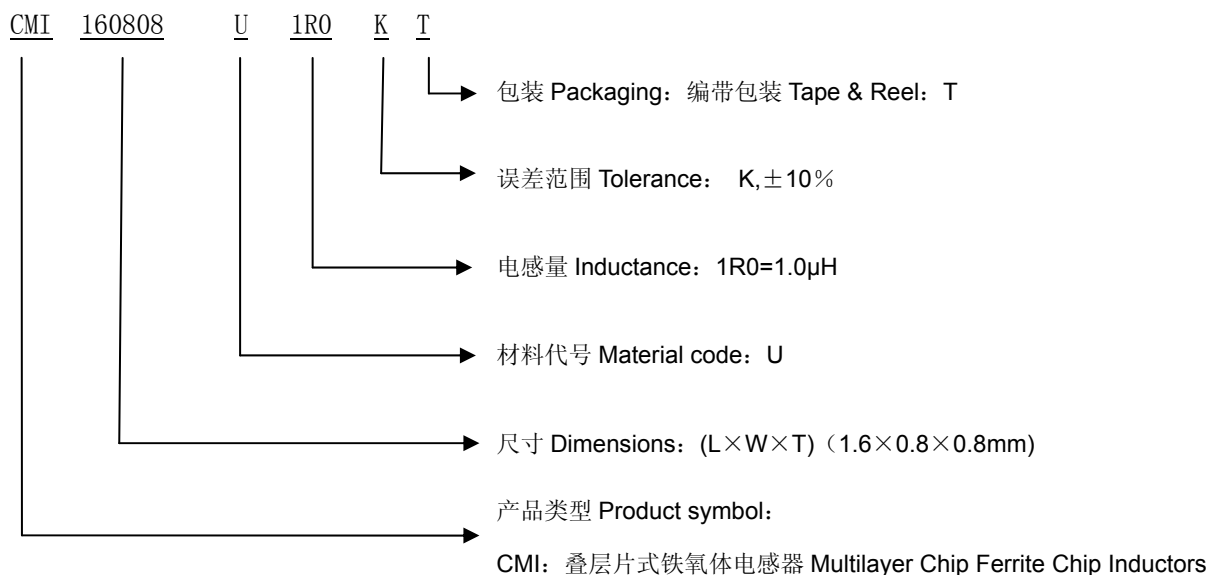 CMI 160808 U 1R0 K T
包装 Packaging：编带包装 Tape & Reel：T
误差范围 Tolerance： K,±10％
电感量 Inductance：1R0=1.0μH
材料代号 Material code：U
尺寸 Dimensions：(L×W×T)（1.6×0.8×0.8mm)
产品类型 Product symbol：
CMI：叠层片式铁氧体电感器 Multilayer Chip Ferrite Chip Inductors